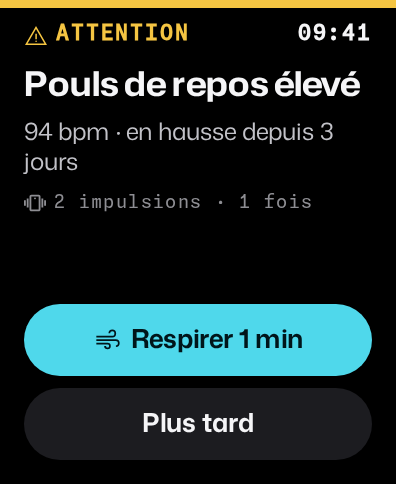 ATTENTION 09:41
Pouls de repos élevé
94 bpm · en hausse depuis 3
jours
2 impulsions · 1 fois
Respirer 1 min
Plus tard